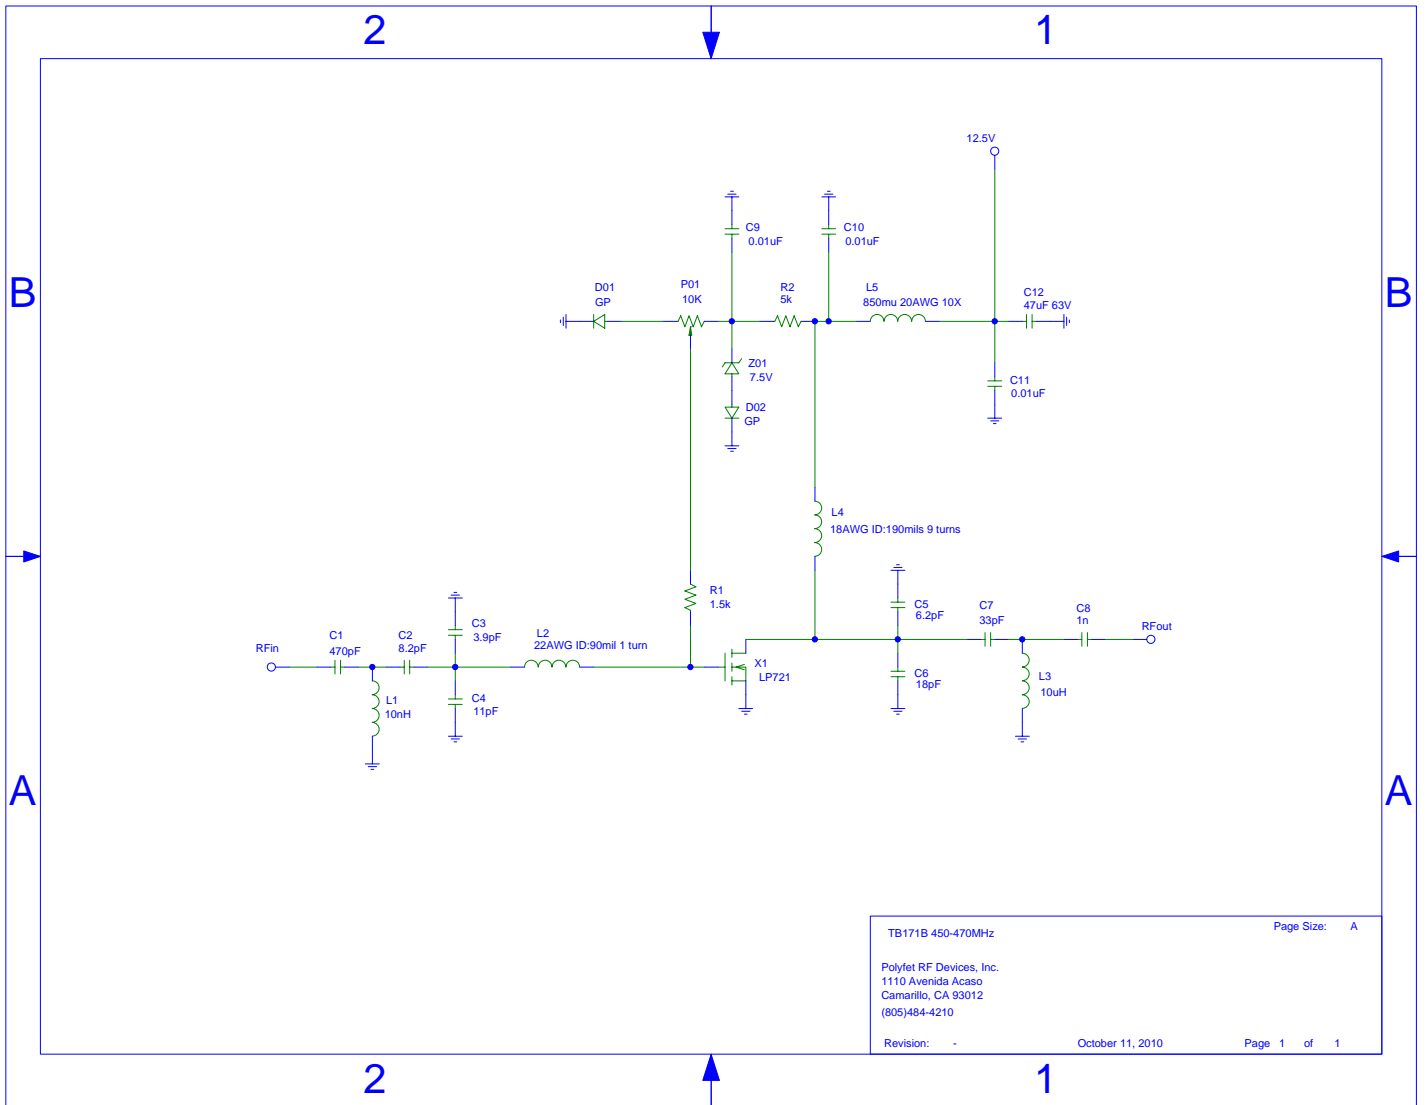 2
1
12.5V
C9
0.01uF
C10
0.01uF
D01
GP
P01
10K
R2
5k
L5
850mu 20AWG 10X
C12
47uF 63V
B
B
Z01
7.5V
C11
0.01uF
D02
GP
L4
18AWG ID:190mils 9 turns
R1
1.5k
C5
6.2pF
C7
33pF
C8
1n
RFout
C3
3.9pF
L2
22AWG ID:90mil 1 turn
C1
470pF
C2
8.2pF
RFin
X1
LP721
C6
18pF
L3
10uH
L1
10nH
C4
11pF
A
A
TB171B 450-470MHz
Page Size: A
Polyfet RF Devices, Inc.
1110 Avenida Acaso
Camarillo, CA 93012
(805)484-4210
Revision: - October 11, 2010 Page 1 of 1
2
1